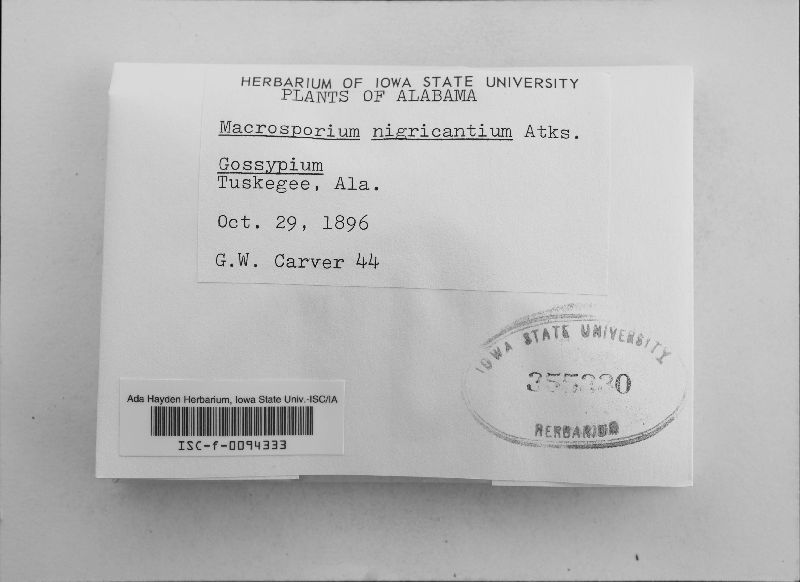 HERBARIUM OF IOWA STATE UNIVERSITY
PLANTS OF ALABAMA
Macrosporium nigricantium Atks.
Gossypium
Tuskegee, Ala.
Oct. 29, 1896
G.W. Carver 44
IOWA STATE UNIVERSITY
HERBARIUM
Ada Hayden Herbarium, Iowa State Univ.-ISC/IA
ISC-f-0094333